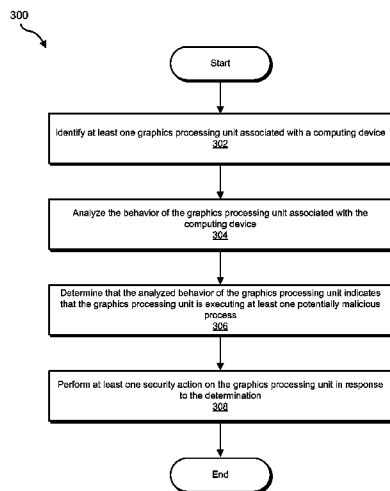 300
Start
Identify at least one graphics processing unit associated with a computing device
302
Analyze the behavior of the graphics processing unit associated with the
computing device
304
Determine that the analyzed behavior of the graphics processing unit indicates
that the graphics processing unit is executing at least one potentially malicious
process
306
Perform at least one security action on the graphics processing unit in response
to the determination
308
End